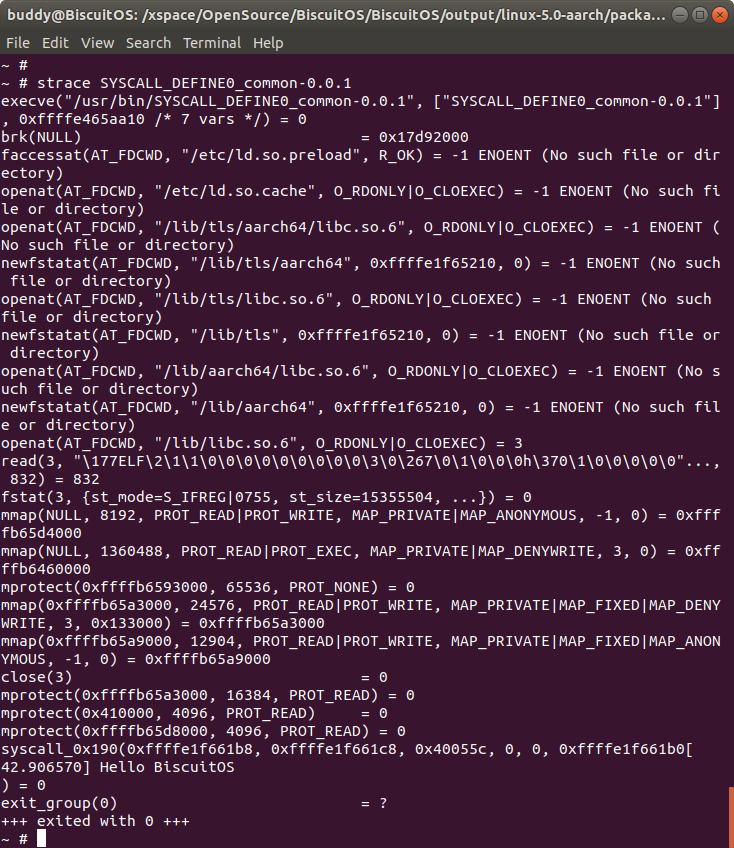 buddy@BiscuitOS: /xspace/OpenSource/BiscuitOS/BiscuitOS/output/linux-5.0-aarch/packa...
File Edit View Search Terminal Help
~ #
~ # strace SYSCALL_DEFINE0_common-0.0.1
execve("/usr/bin/SYSCALL_DEFINE0_common-0.0.1", ["SYSCALL_DEFINE0_common-0.0.1"]
, 0xffffe465aa10 /* 7 vars */) = 0
brk(NULL)                               = 0x17d92000
faccessat(AT_FDCWD, "/etc/ld.so.preload", R_OK) = -1 ENOENT (No such file or dir
ectory)
openat(AT_FDCWD, "/etc/ld.so.cache", O_RDONLY|O_CLOEXEC) = -1 ENOENT (No such fi
le or directory)
openat(AT_FDCWD, "/lib/tls/aarch64/libc.so.6", O_RDONLY|O_CLOEXEC) = -1 ENOENT (
No such file or directory)
newfstatat(AT_FDCWD, "/lib/tls/aarch64", 0xffffe1f65210, 0) = -1 ENOENT (No such
 file or directory)
openat(AT_FDCWD, "/lib/tls/libc.so.6", O_RDONLY|O_CLOEXEC) = -1 ENOENT (No such 
file or directory)
newfstatat(AT_FDCWD, "/lib/tls", 0xffffe1f65210, 0) = -1 ENOENT (No such file or
 directory)
openat(AT_FDCWD, "/lib/aarch64/libc.so.6", O_RDONLY|O_CLOEXEC) = -1 ENOENT (No s
uch file or directory)
newfstatat(AT_FDCWD, "/lib/aarch64", 0xffffe1f65210, 0) = -1 ENOENT (No such fil
e or directory)
openat(AT_FDCWD, "/lib/libc.so.6", O_RDONLY|O_CLOEXEC) = 3
read(3, "\177ELF\2\1\1\0\0\0\0\0\0\0\0\0\3\0\267\0\1\0\0\0h\370\1\0\0\0\0\0"...,
 832) = 832
fstat(3, {st_mode=S_IFREG|0755, st_size=15355504, ...}) = 0
mmap(NULL, 8192, PROT_READ|PROT_WRITE, MAP_PRIVATE|MAP_ANONYMOUS, -1, 0) = 0xfff
fb65d4000
mmap(NULL, 1360488, PROT_READ|PROT_EXEC, MAP_PRIVATE|MAP_DENYWRITE, 3, 0) = 0xff
ffb6460000
mprotect(0xffffb6593000, 65536, PROT_NONE) = 0
mmap(0xffffb65a3000, 24576, PROT_READ|PROT_WRITE, MAP_PRIVATE|MAP_FIXED|MAP_DENY
WRITE, 3, 0x133000) = 0xffffb65a3000
mmap(0xffffb65a9000, 12904, PROT_READ|PROT_WRITE, MAP_PRIVATE|MAP_FIXED|MAP_ANON
YMOUS, -1, 0) = 0xffffb65a9000
close(3)                                = 0
mprotect(0xffffb65a3000, 16384, PROT_READ) = 0
mprotect(0x410000, 4096, PROT_READ)     = 0
mprotect(0xffffb65d8000, 4096, PROT_READ) = 0
syscall_0x190(0xffffe1f661b8, 0xffffe1f661c8, 0x40055c, 0, 0, 0xffffe1f661b0[
42.906570] Hello BiscuitOS
) = 0
exit_group(0)                           = ?
+++ exited with 0 +++
~ #